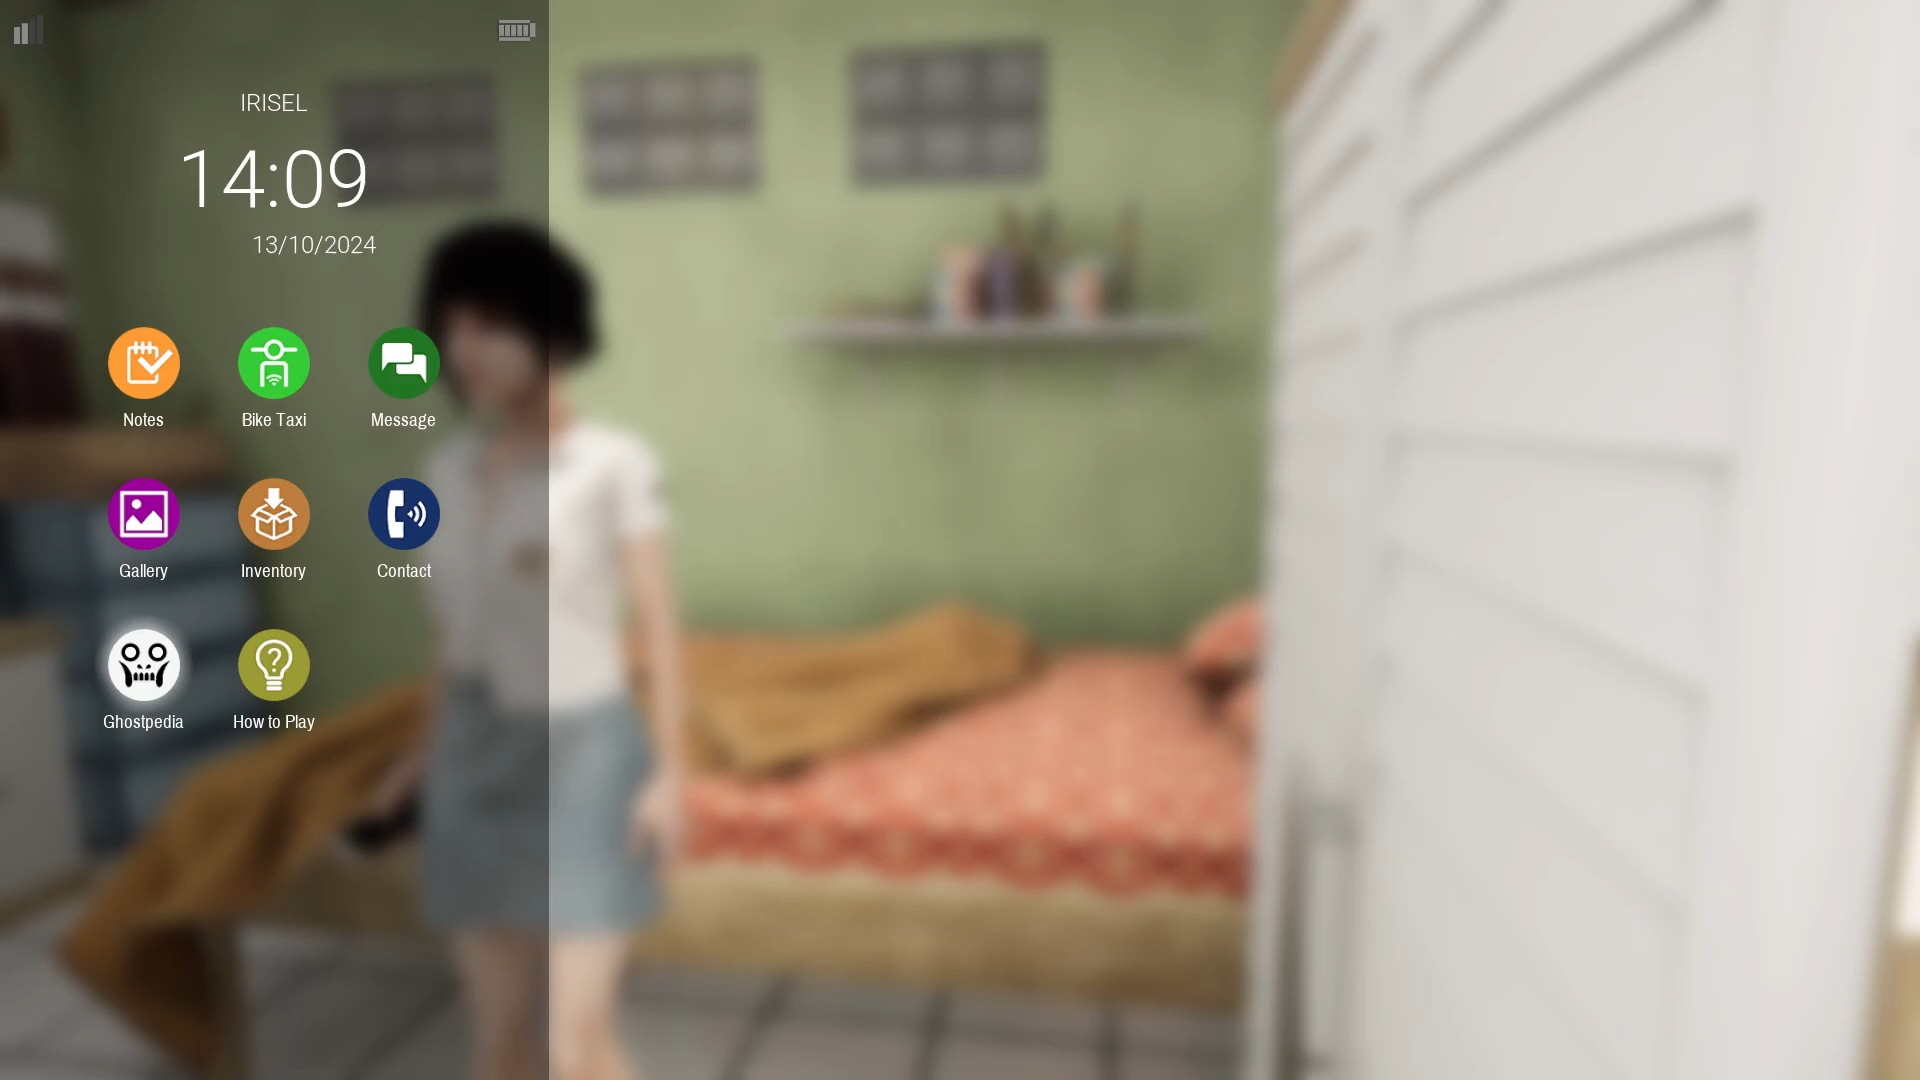 IRISEL
14:09
13/10/2024
Notes
Bike Taxi
Message
Gallery
Inventory
Contact
Ghostpedia
How to Play